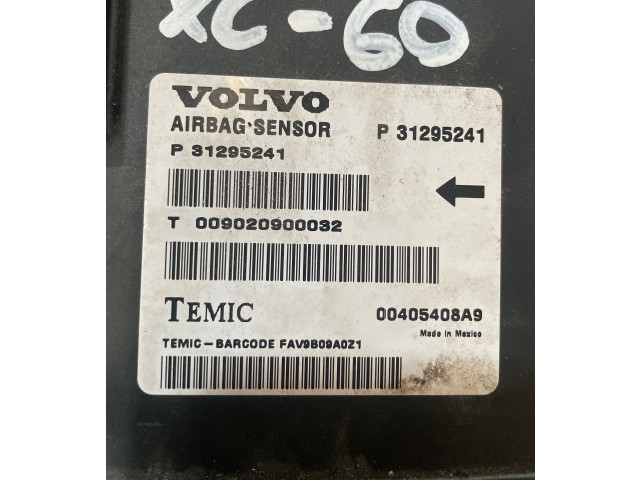 XC-60
VOLVO
AIRBAG SENSOR P 31295241
P 31295241
T 009020900032
TEMIC 00405408A9
Made in Mexico
TEMIC-BARCODE FAV9B09A0Z1